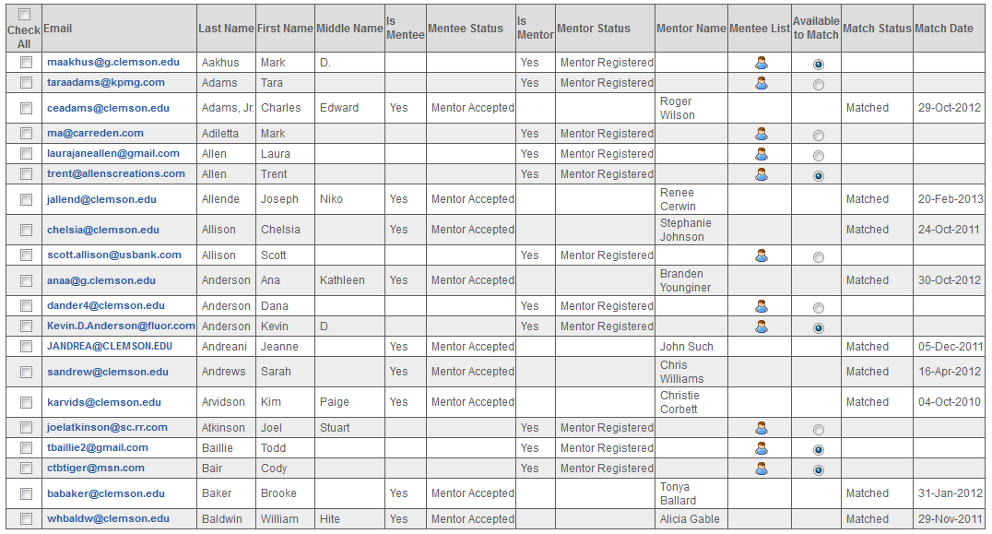 Check All Email Last Name First Name Middle Name Is Mentee Mentee Status Is Mentor Mentor Status Mentor Name Mentee List Available to Match Match Status Match Date
maakhus@g.clemson.edu Aakhus Mark D. Yes Mentor Registered
taraadams@kpmg.com Adams Tara Yes Mentor Registered
ceadams@clemson.edu Adams, Jr. Charles Edward Yes Mentor Accepted Roger Wilson Matched 29-Oct-2012
ma@carreden.com Adiletta Mark Yes Mentor Registered
laurajaneallen@gmail.com Allen Laura Yes Mentor Registered
trent@allenscreations.com Allen Trent Yes Mentor Registered
jallend@clemson.edu Allende Joseph Niko Yes Mentor Accepted Renee Cerwin Matched 20-Feb-2013
chelsia@clemson.edu Allison Chelsia Yes Mentor Accepted Stephanie Johnson Matched 24-Oct-2011
scott.allison@usbank.com Allison Scott Yes Mentor Registered
anaa@g.clemson.edu Anderson Ana Kathleen Yes Mentor Accepted Branden Younginer Matched 30-Oct-2012
dander4@clemson.edu Anderson Dana Yes Mentor Registered
Kevin.D.Anderson@fluor.com Anderson Kevin D Yes Mentor Registered
JANDREA@CLEMSON.EDU Andreani Jeanne Yes Mentor Accepted John Such Matched 05-Dec-2011
sandrew@clemson.edu Andrews Sarah Yes Mentor Accepted Chris Williams Matched 16-Apr-2012
karvids@clemson.edu Arvidson Kim Paige Yes Mentor Accepted Christie Corbett Matched 04-Oct-2010
joelatkinson@sc.rr.com Atkinson Joel Stuart Yes Mentor Registered
tbaillie2@gmail.com Baillie Todd Yes Mentor Registered
ctbtiger@msn.com Bair Cody Yes Mentor Registered
babaker@clemson.edu Baker Brooke Yes Mentor Accepted Tonya Ballard Matched 31-Jan-2012
whbaldw@clemson.edu Baldwin William Hite Yes Mentor Accepted Alicia Gable Matched 29-Nov-2011